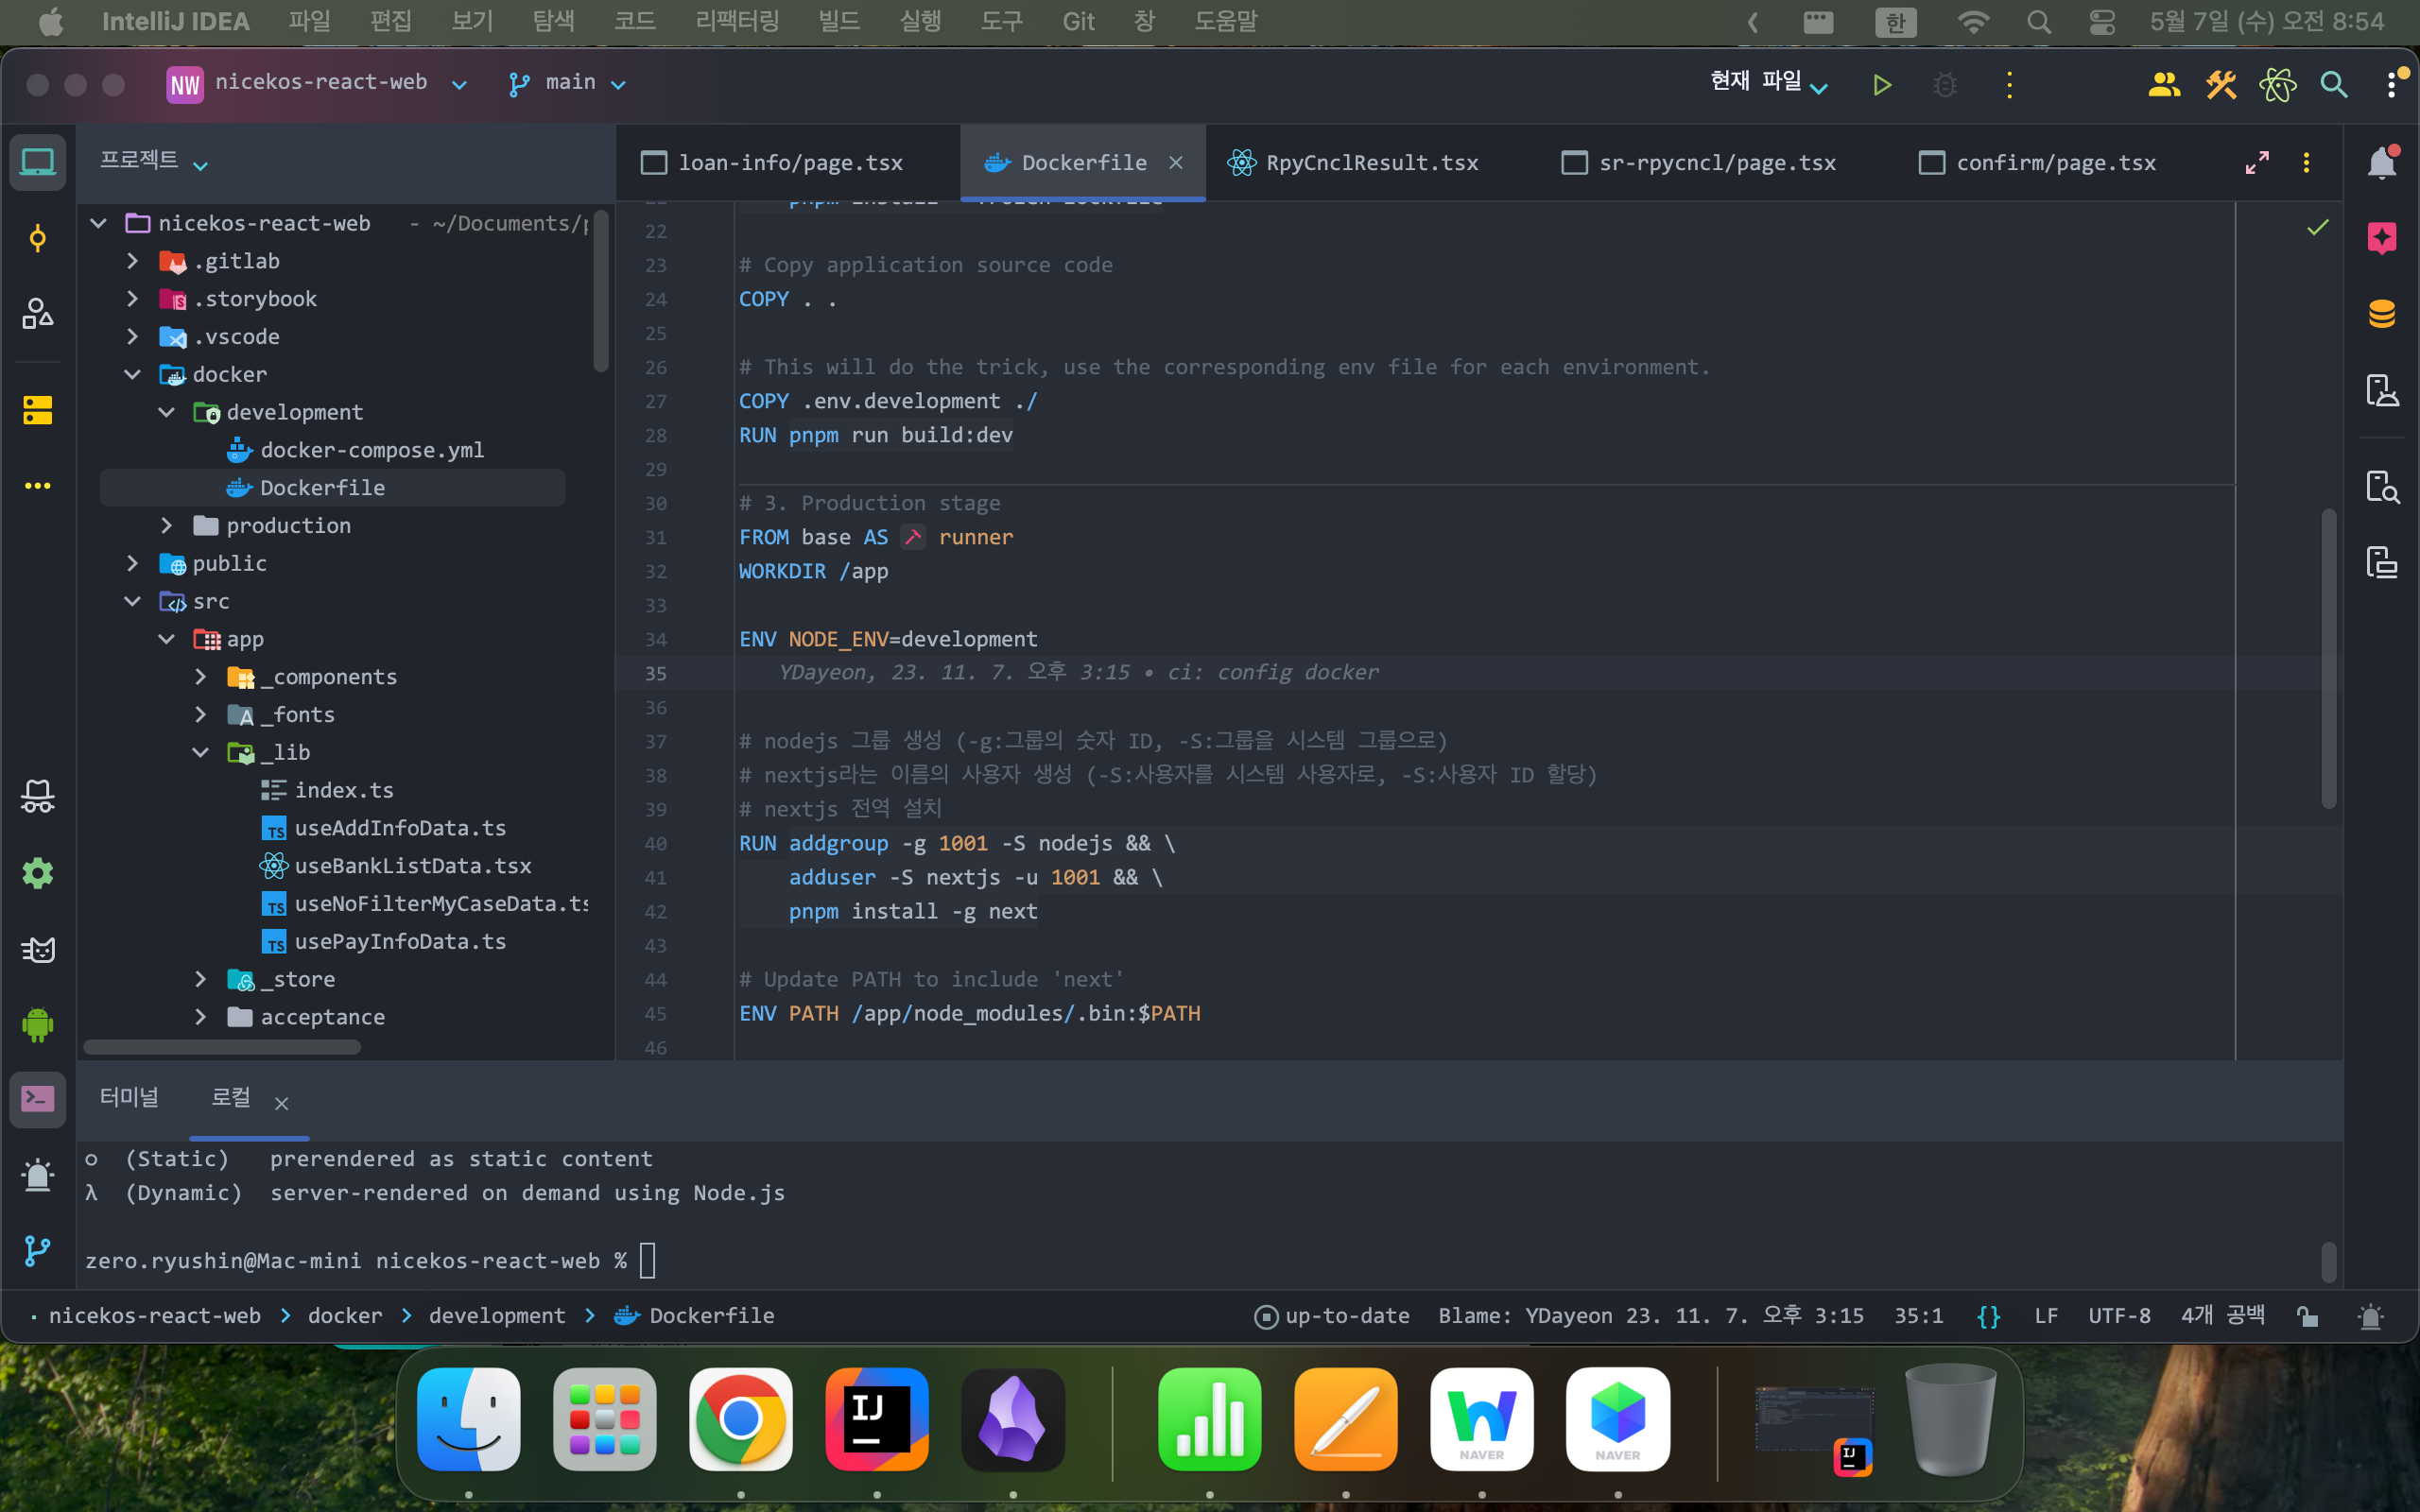 IntelliJ IDEA 파일 편집 보기 탐색 코드 리팩터링 빌드 실행 도구 Git 창 도움말 한 5월 7일 (수) 오전 8:54
NW nicekos-react-web main 현재 파일
프로젝트
loan-info/page.tsx Dockerfile RpyCnclResult.tsx sr-rpycncl/page.tsx confirm/page.tsx
nicekos-react-web - ~/Documents/
.gitlab
.storybook
.vscode
docker
development
docker-compose.yml
Dockerfile
production
public
src
app
_components
_fonts
_lib
index.ts
useAddInfoData.ts
useBankListData.tsx
useNoFilterMyCaseData.ts
usePayInfoData.ts
_store
acceptance
22
23 # Copy application source code
24 COPY . .
25
26 # This will do the trick, use the corresponding env file for each environment.
27 COPY .env.development ./
28 RUN pnpm run build:dev
29
30 # 3. Production stage
31 FROM base AS runner
32 WORKDIR /app
33
34 ENV NODE_ENV=development
35 YDayeon, 23. 11. 7. 오후 3:15 • ci: config docker
36
37 # nodejs 그룹 생성 (-g:그룹의 숫자 ID, -S:그룹을 시스템 그룹으로)
38 # nextjs라는 이름의 사용자 생성 (-S:사용자를 시스템 사용자로, -S:사용자 ID 할당)
39 # nextjs 전역 설치
40 RUN addgroup -g 1001 -S nodejs && \
41 adduser -S nextjs -u 1001 && \
42 pnpm install -g next
43
44 # Update PATH to include 'next'
45 ENV PATH /app/node_modules/.bin:$PATH
46
터미널 로컬
○ (Static) prerendered as static content
λ (Dynamic) server-rendered on demand using Node.js
zero.ryushin@Mac-mini nicekos-react-web %
nicekos-react-web docker development Dockerfile up-to-date Blame: YDayeon 23. 11. 7. 오후 3:15 35:1 {} LF UTF-8 4개 공백
IJ NAVER NAVER IJ